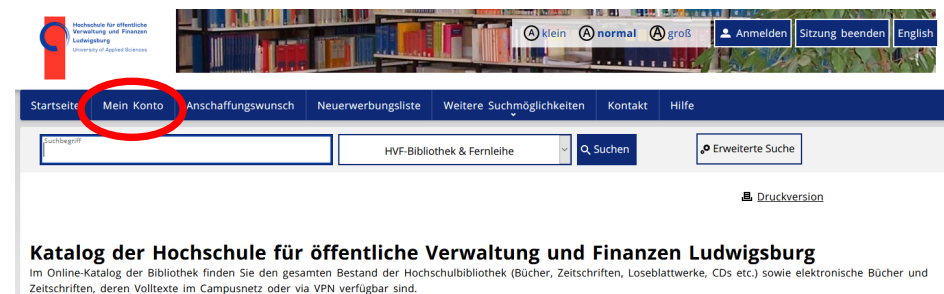 Hochschule für öffentliche
Verwaltung und Finanzen
Ludwigsburg
University of Applied Sciences
A klein A normal A groß Anmelden Sitzung beenden English
Startseite Mein Konto Anschaffungswunsch Neuerwerbungsliste Weitere Suchmöglichkeiten Kontakt Hilfe
Suchbegriff
HVF-Bibliothek & Fernleihe Suchen Erweiterte Suche
Druckversion
Katalog der Hochschule für öffentliche Verwaltung und Finanzen Ludwigsburg
Im Online-Katalog der Bibliothek finden Sie den gesamten Bestand der Hochschulbibliothek (Bücher, Zeitschriften, Loseblattwerke, CDs etc.) sowie elektronische Bücher und
Zeitschriften, deren Volltexte im Campusnetz oder via VPN verfügbar sind.